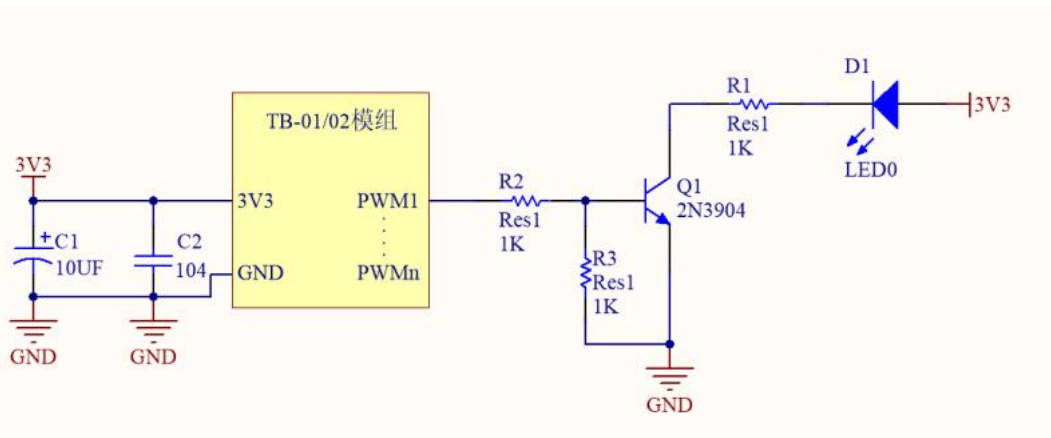 D1
R1
3V3
TB-01/02模组
Res1
1K
LED0
3V3
R2
Q1
3V3
PWM1
2N3904
Res1
1K
C1
C2
10UF
104
GND
PWMn
R3
Res1
1K
GND
GND
GND